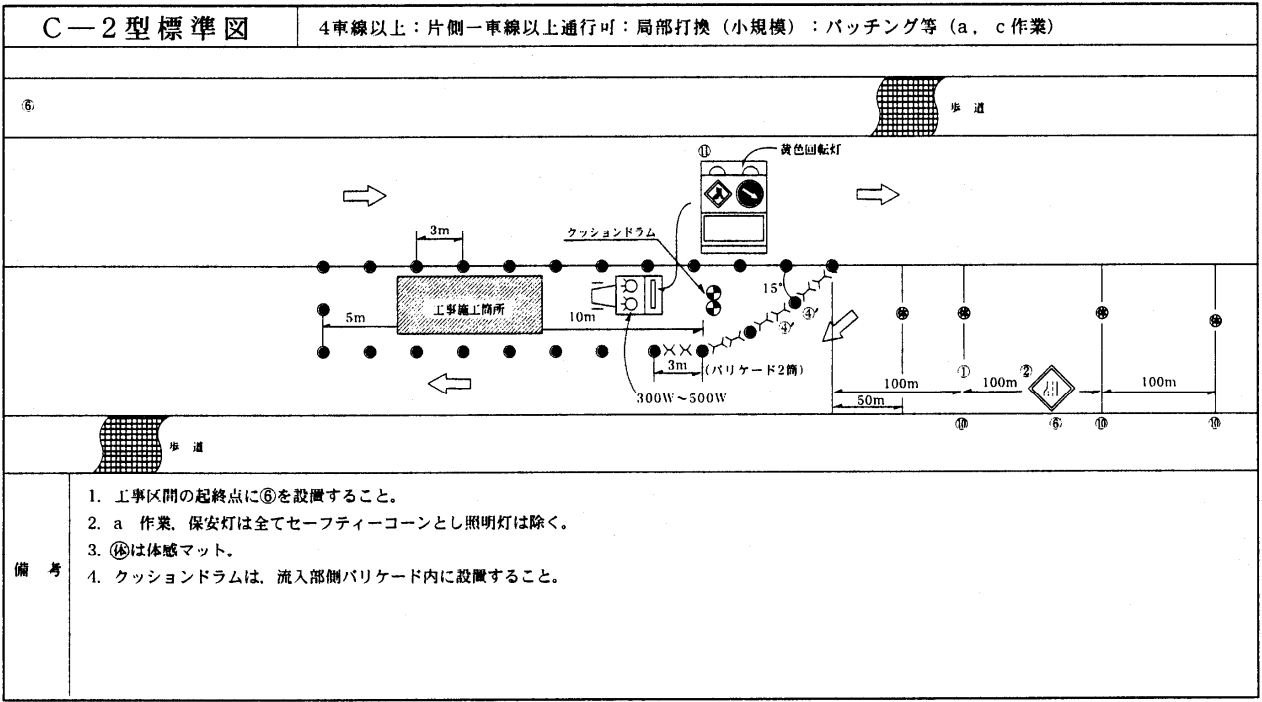 C－2型標準図
4車線以上：片側一車線以上通行可：局部打換（小規模）：パッチング等（a，c作業）
⑥
歩道
⑪
黄色回転灯
3m
クッションドラム
15°
工事施工箇所
5m
10m
④
④
3m
(バリケード2箇)
300W～500W
①
②
100m
100m
100m
50m
⑩
⑥
⑩
⑩
歩道
備考
1. 工事区間の起終点に⑥を設置すること。
2. a 作業，保安灯は全てセーフティーコーンとし照明灯は除く。
3. ㊡は体感マット。
4. クッションドラムは，流入部側バリケード内に設置すること。